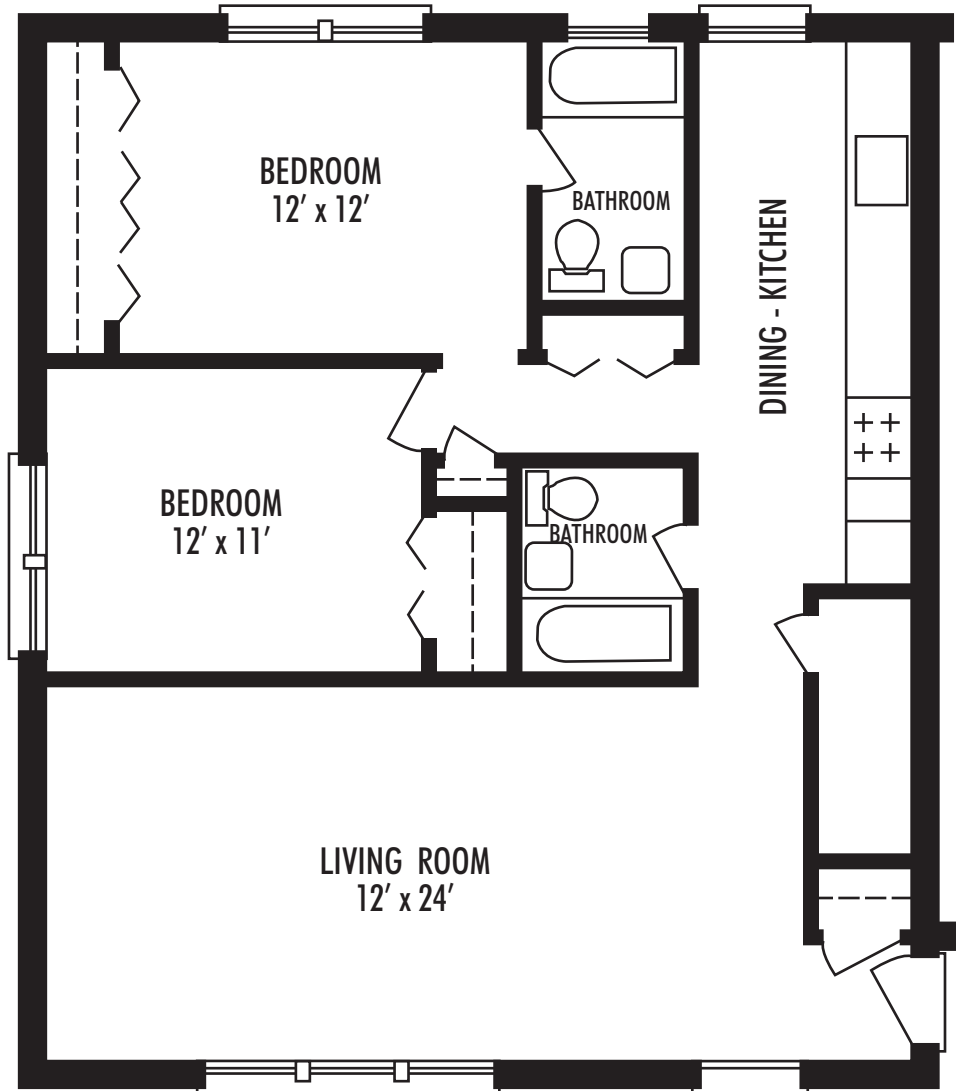 BEDROOM
12’ x 12’
BATHROOM
DINING - KITCHEN
BEDROOM
12’ x 11’
BATHROOM
LIVING ROOM
12’ x 24’